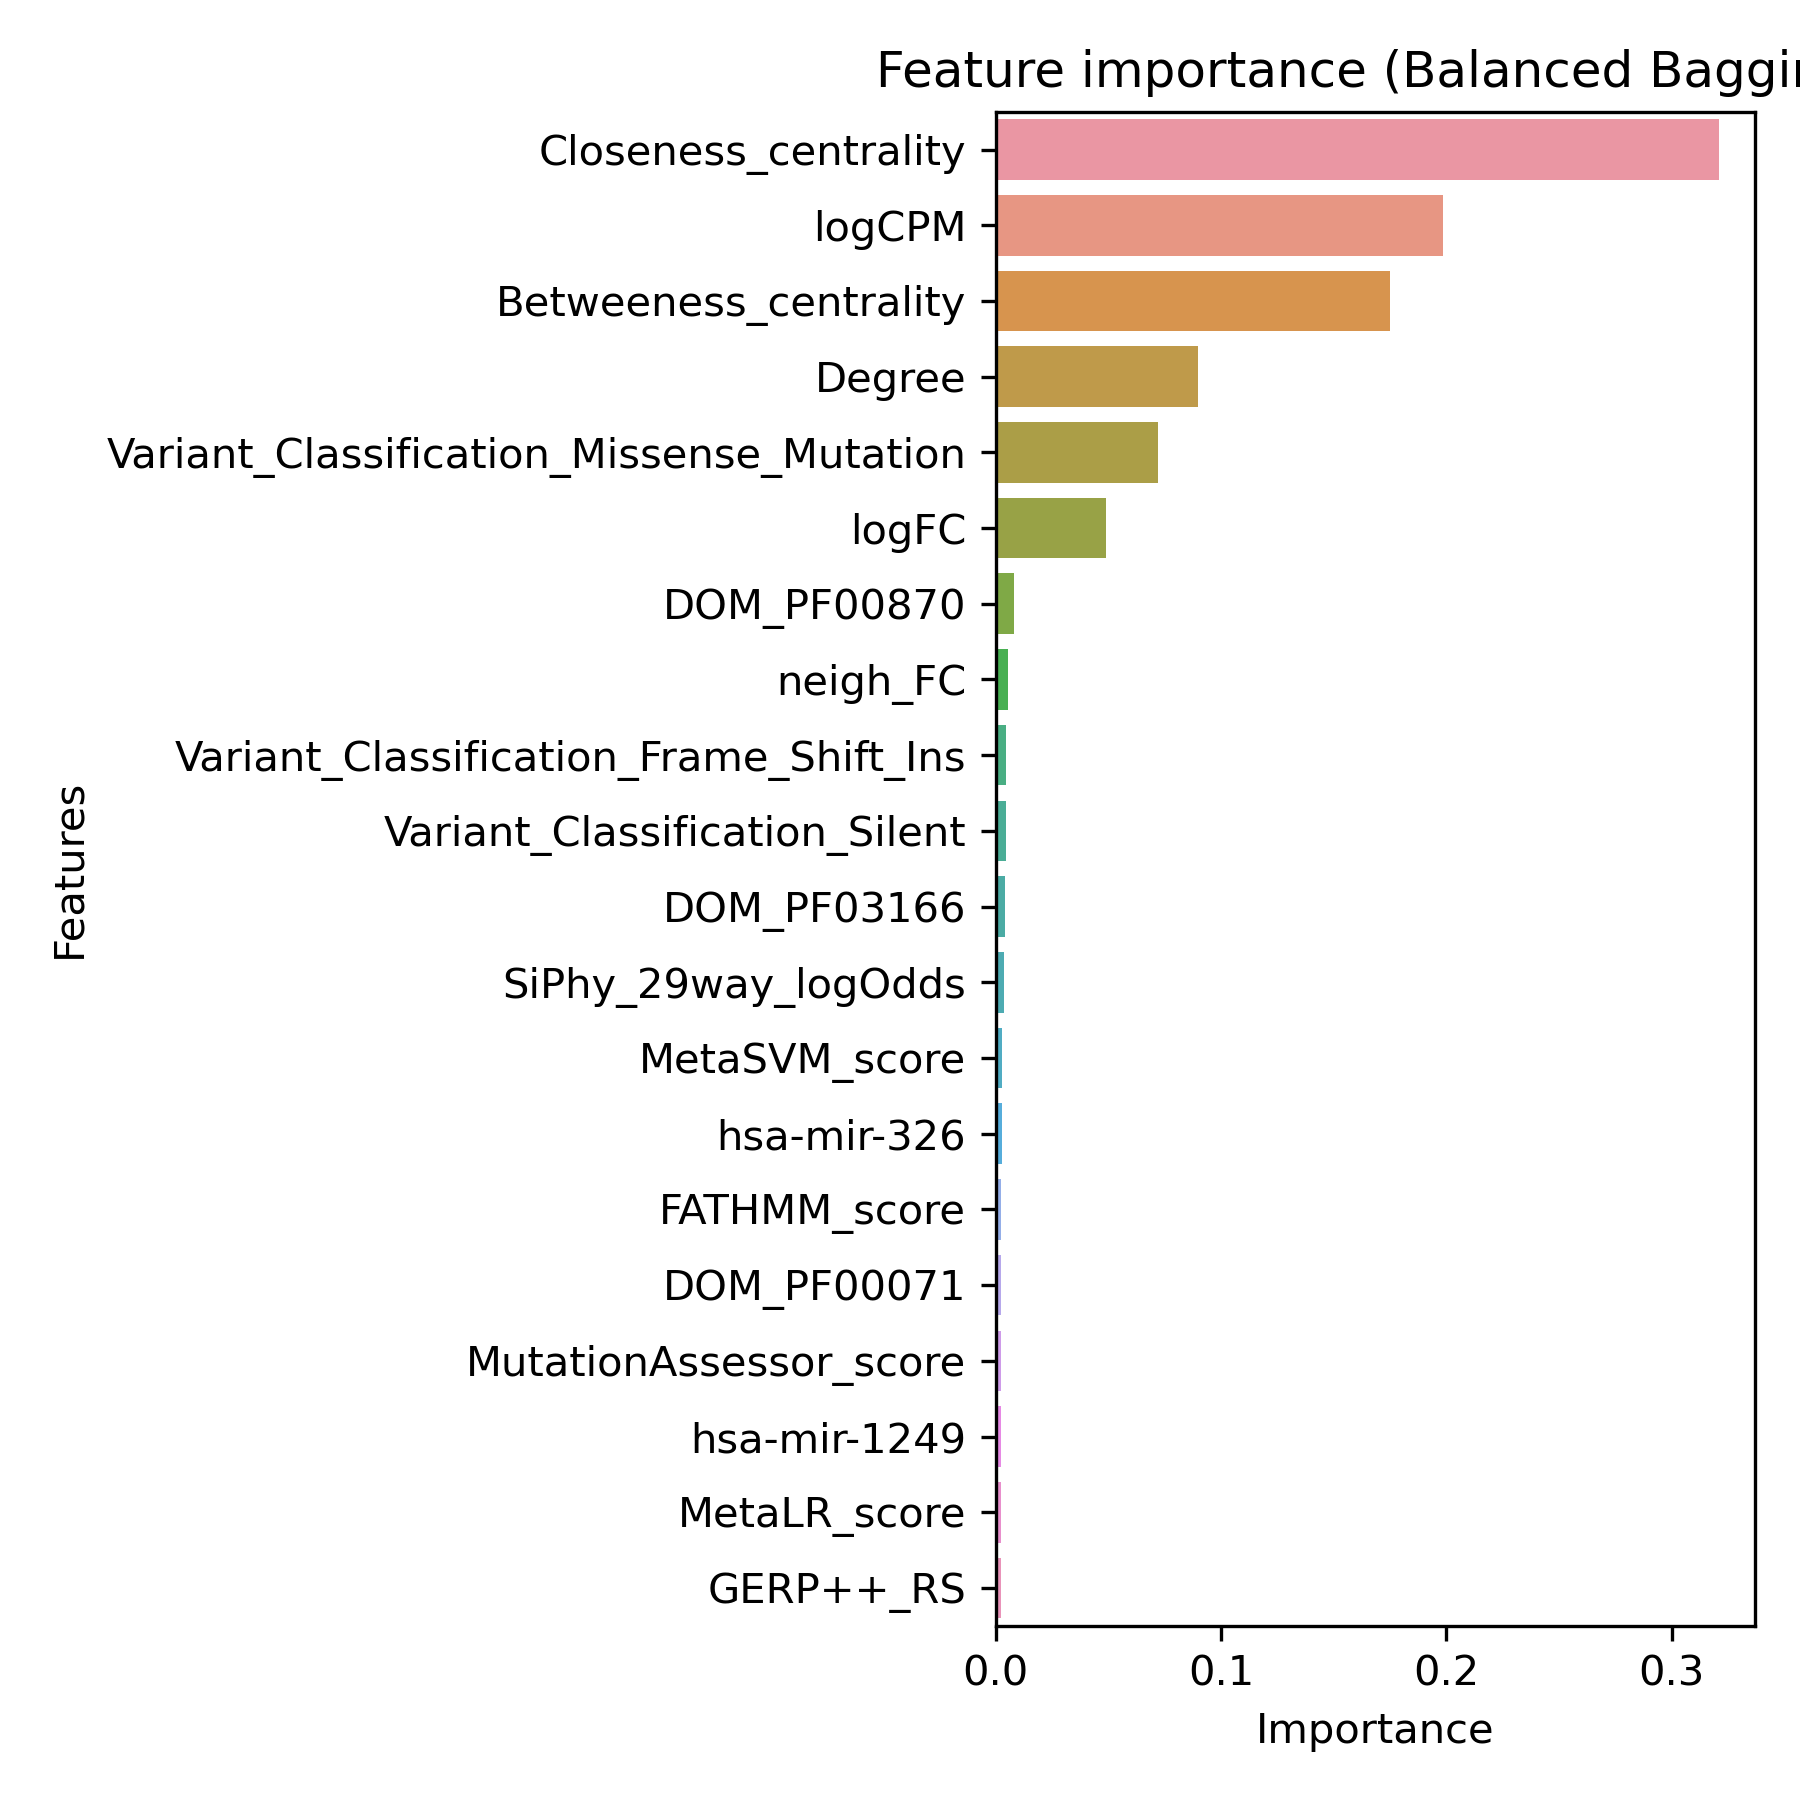 Feature importance (Balanced Baggin
Closeness_centrality
logCPM
Betweeness_centrality
Degree
Variant_Classification_Missense_Mutation
logFC
DOM_PF00870
neigh_FC
Variant_Classification_Frame_Shift_Ins
Variant_Classification_Silent
DOM_PF03166
SiPhy_29way_logOdds
MetaSVM_score
hsa-mir-326
FATHMM_score
DOM_PF00071
MutationAssessor_score
hsa-mir-1249
MetaLR_score
GERP++_RS
Features
0.0 0.1 0.2 0.3
Importance